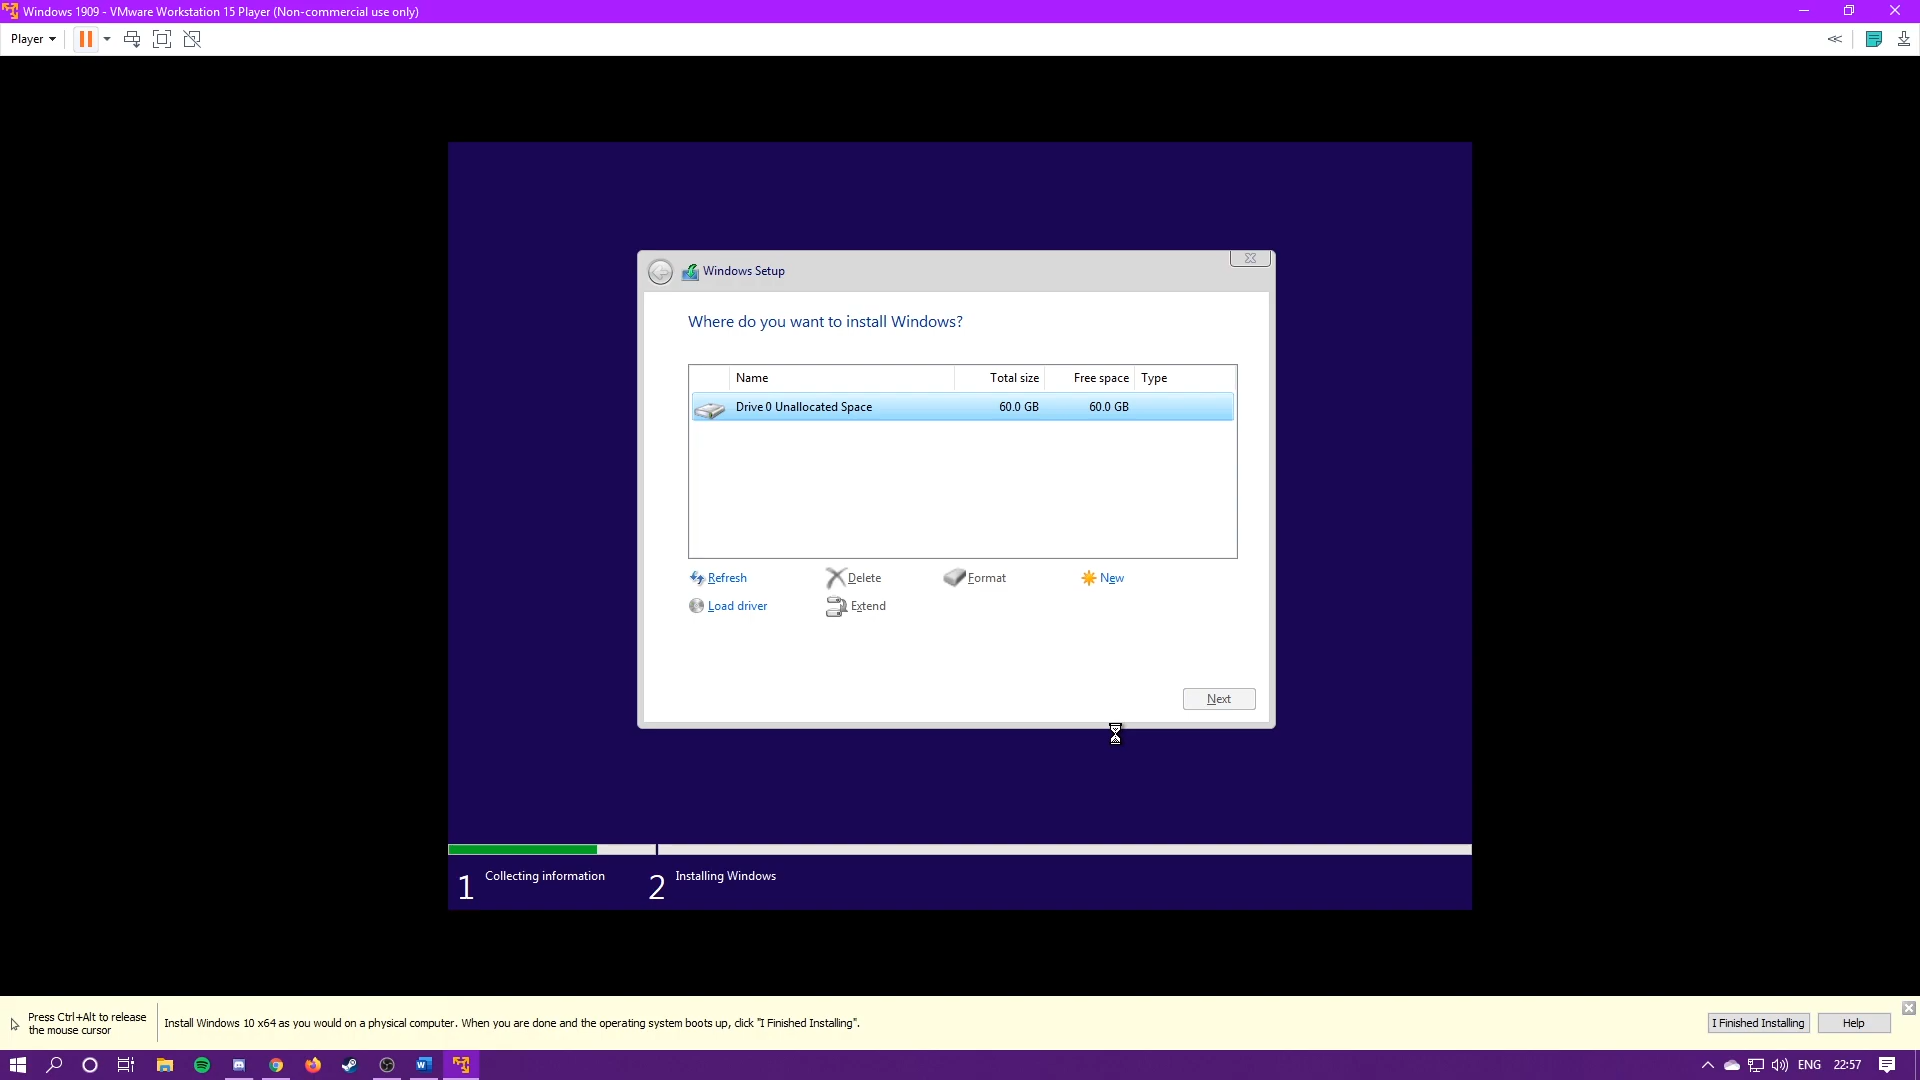 Windows 1909 - VMware Workstation 15 Player (Non-commercial use only)
Player
Windows Setup
Where do you want to install Windows?
Name Total size Free space Type
Drive 0 Unallocated Space 60.0 GB 60.0 GB
Refresh Delete Format New
Load driver Extend
Next
1 Collecting information 2 Installing Windows
Press Ctrl+Alt to release
the mouse cursor
Install Windows 10 x64 as you would on a physical computer. When you are done and the operating system boots up, click "I Finished Installing".
I Finished Installing Help
ENG 22:57